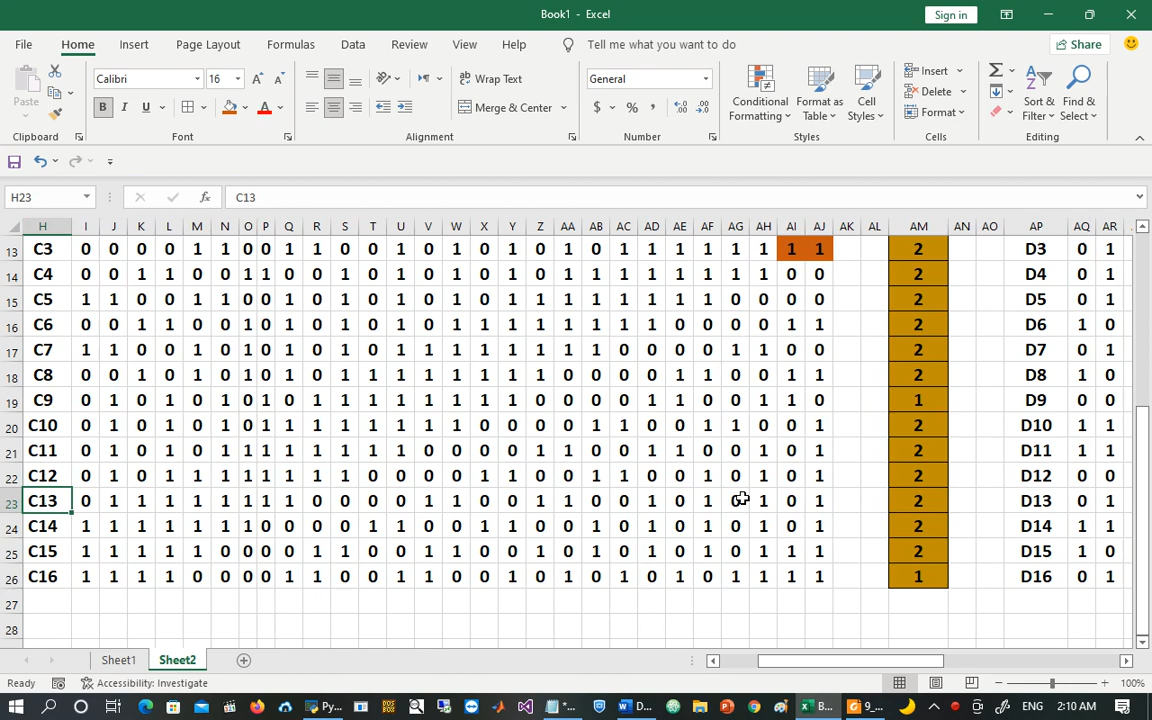 Book1 - Excel
Sign in
File Home Insert Page Layout Formulas Data Review View Help Tell me what you want to do Share
Calibri 16 Wrap Text General Insert
Paste B I U Merge & Center $ % Conditional Formatting Format as Table Cell Styles Delete Format Sort & Filter Find & Select
Clipboard Font Alignment Number Styles Cells Editing
H23 fx C13
H I J K L M N O P Q R S T U V W X Y Z AA AB AC AD AE AF AG AH AI AJ AK AL AM AN AO AP AQ AR
13 C3 0 0 0 1 1 0 0 1 1 0 0 1 0 1 0 1 0 1 0 1 0 1 1 1 1 1 1 1 1 2 D3 0 1
14 C4 0 0 1 1 0 0 1 1 0 0 1 0 1 0 1 0 1 0 1 1 1 1 1 1 1 1 0 0 2 D4 0 1
15 C5 1 1 0 0 1 1 0 0 1 0 1 0 1 0 1 0 1 1 1 1 1 1 1 1 0 0 0 0 2 D5 0 1
16 C6 0 0 1 1 0 0 1 0 1 0 1 0 1 0 1 1 1 1 1 1 1 1 0 0 0 0 1 1 2 D6 1 0
17 C7 1 1 0 0 1 0 1 0 1 0 1 0 1 1 1 1 1 1 1 1 0 0 0 0 1 1 0 0 2 D7 0 1
18 C8 0 0 1 0 1 0 1 0 1 0 1 1 1 1 1 1 1 1 0 0 0 0 1 1 0 0 1 1 2 D8 1 0
19 C9 0 1 0 1 0 1 0 1 0 1 1 1 1 1 1 1 1 0 0 0 0 1 1 0 0 1 1 0 1 D9 0 0
20 C10 0 1 0 1 0 1 0 1 1 1 1 1 1 1 1 0 0 0 0 1 1 0 0 1 1 0 0 1 2 D10 1 1
21 C11 0 1 0 1 0 1 1 1 1 1 1 1 1 0 0 0 0 1 1 0 0 1 1 0 0 1 0 1 2 D11 1 1
22 C12 0 1 0 1 1 1 1 1 1 1 1 0 0 0 0 1 1 0 0 1 1 0 0 1 0 1 0 1 2 D12 0 0
23 C13 0 1 1 1 1 1 1 1 1 0 0 0 0 1 1 0 0 1 1 0 0 1 0 1 0 1 0 1 2 D13 0 1
24 C14 1 1 1 1 1 1 1 0 0 0 0 1 1 0 0 1 1 0 0 1 0 1 0 1 0 1 0 1 2 D14 1 1
25 C15 1 1 1 1 1 0 0 0 0 1 1 0 0 1 1 0 0 1 0 1 0 1 0 1 0 1 1 1 2 D15 1 0
26 C16 1 1 1 1 0 0 0 0 1 1 0 0 1 1 0 0 1 0 1 0 1 0 1 0 1 1 1 1 1 D16 0 1
27
28
Sheet1 Sheet2
Ready Accessibility: Investigate 100%
Py... *... D... B... 9_... ENG 2:10 AM